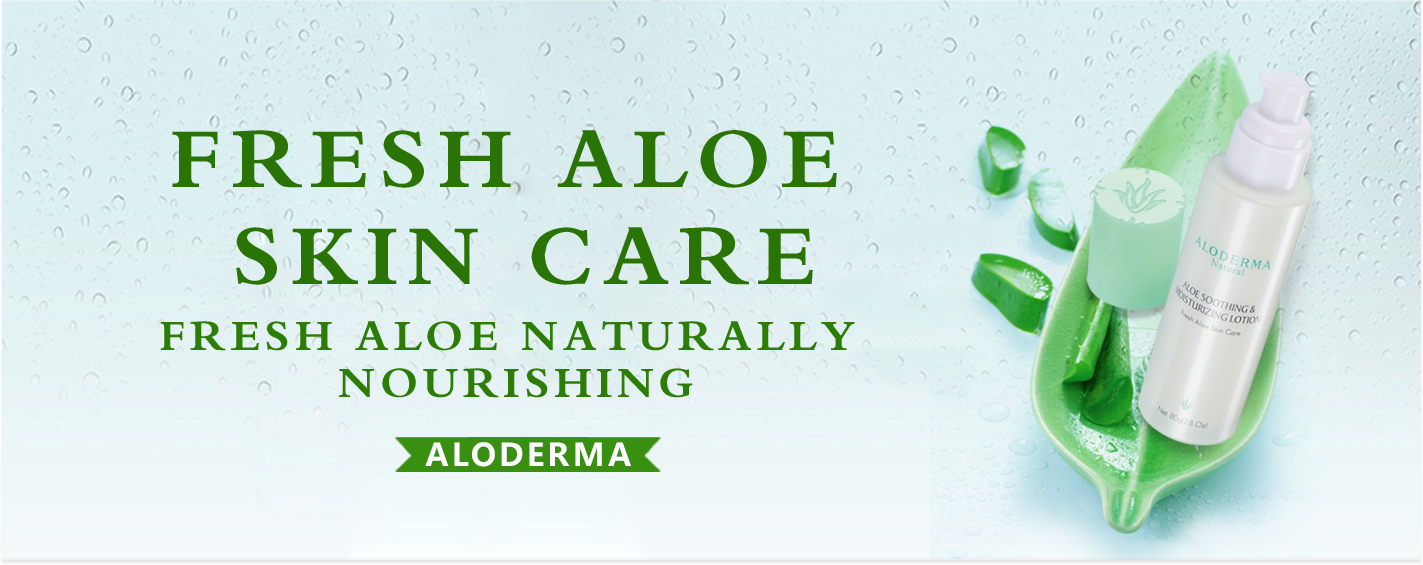 FRESH ALOE
SKIN CARE
FRESH ALOE NATURALLY
NOURISHING
ALODERMA
ALODERMA
Natural
ALOE SOOTHING &
MOISTURIZING LOTION
Fresh Aloe Skin Care
Net 80g/2.8 Oz℮